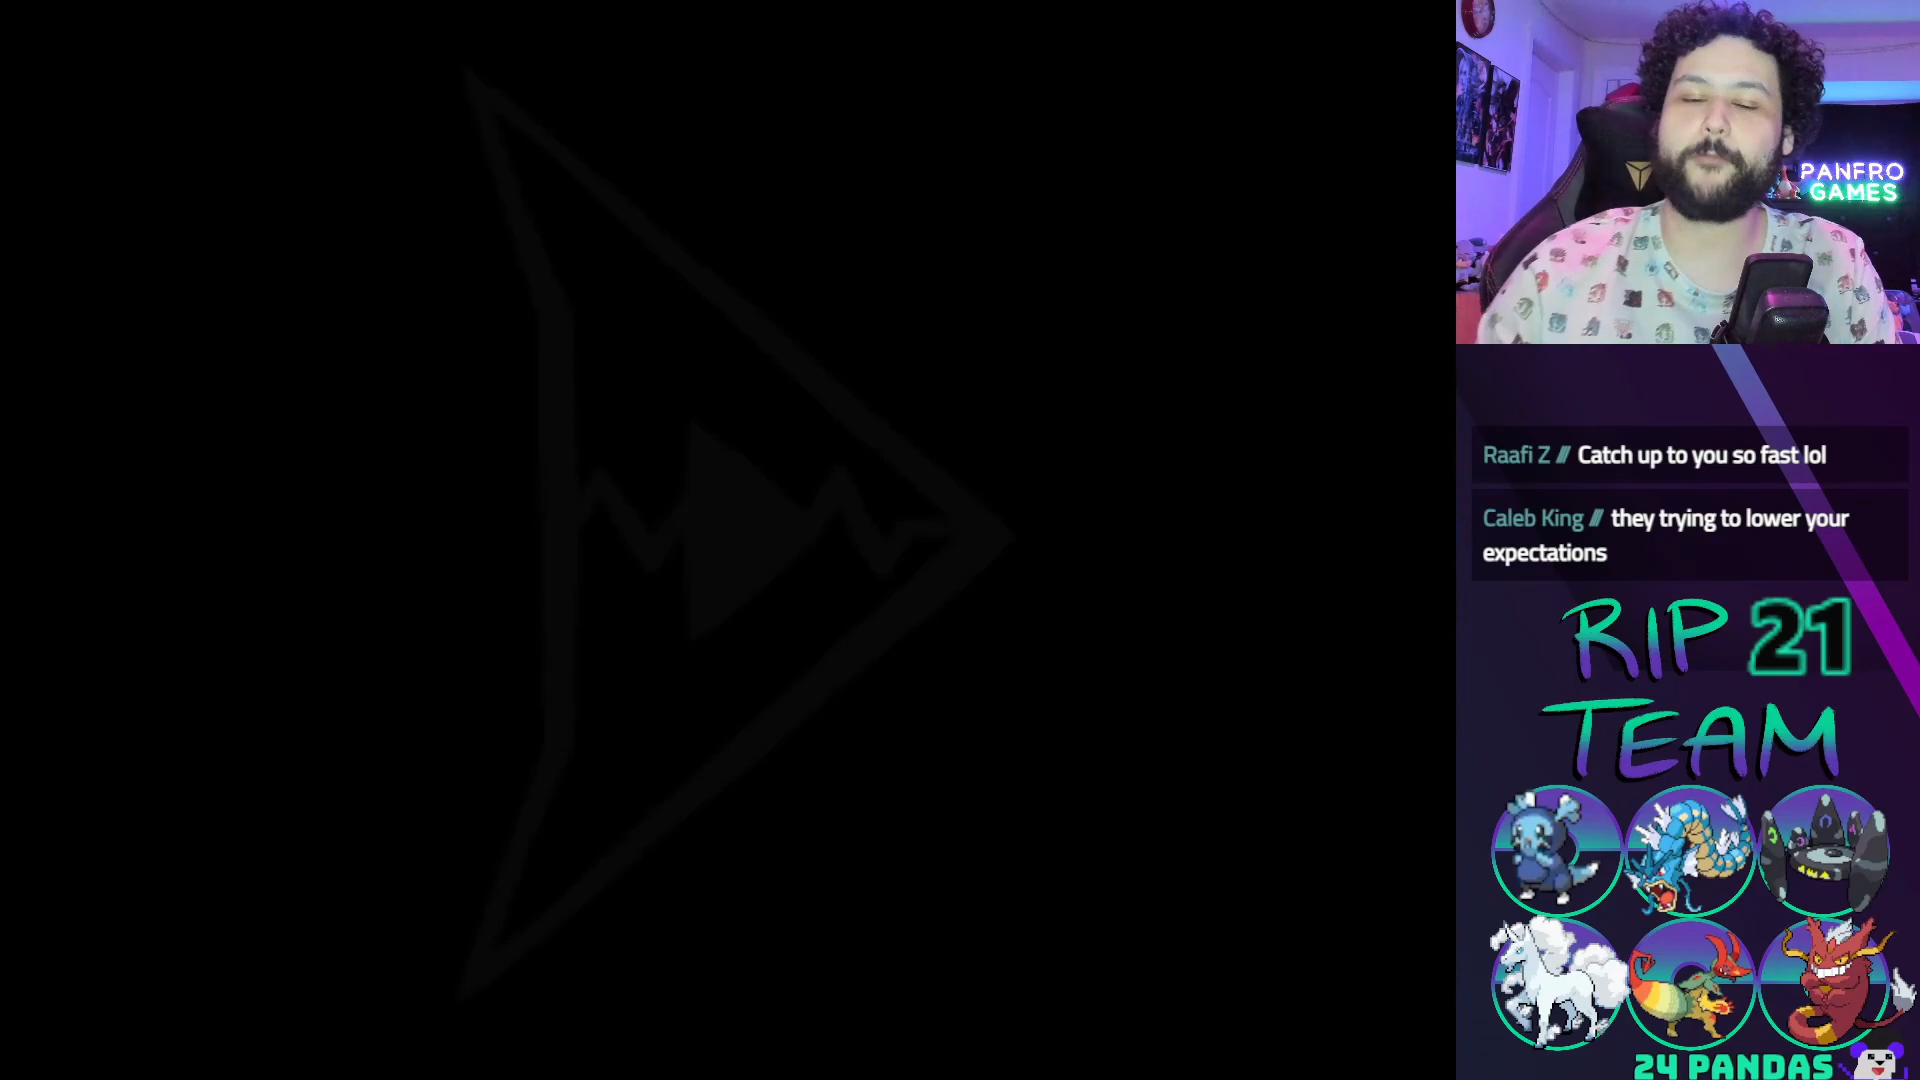 PANFRO
GAMES
Raafi Z // Catch up to you so fast lol
Caleb King // they trying to lower your
expectations
RIP 21
TEAM
24 PANDAS